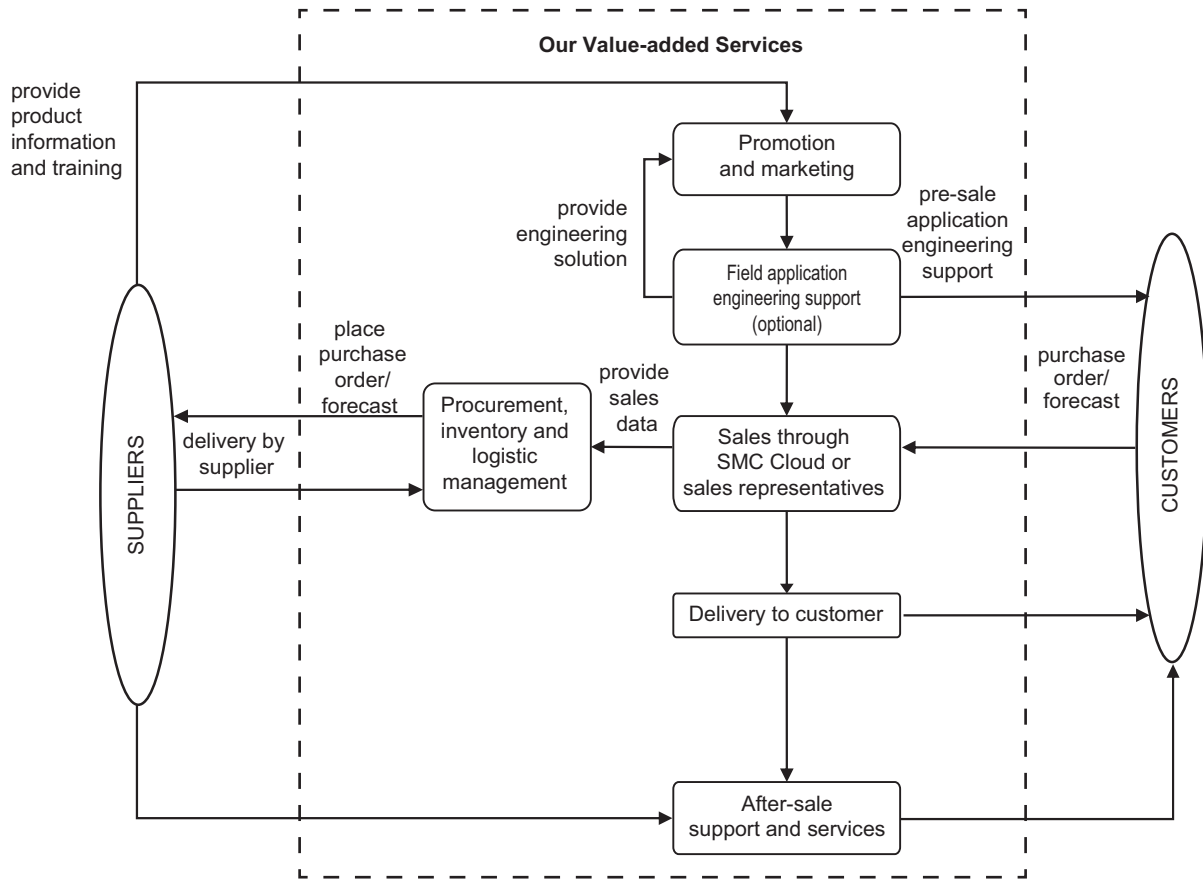 Our Value-added Services
provide
product
information
and training
Promotion
and marketing
provide
engineering
solution
pre-sale
application
engineering
support
Field application
engineering support
(optional)
place
purchase
order/
forecast
provide
sales
data
purchase
order/
forecast
Procurement,
inventory and
logistic
management
Sales through
SMC Cloud or
sales representatives
delivery by
supplier
SUPPLIERS
CUSTOMERS
Delivery to customer
After-sale
support and services